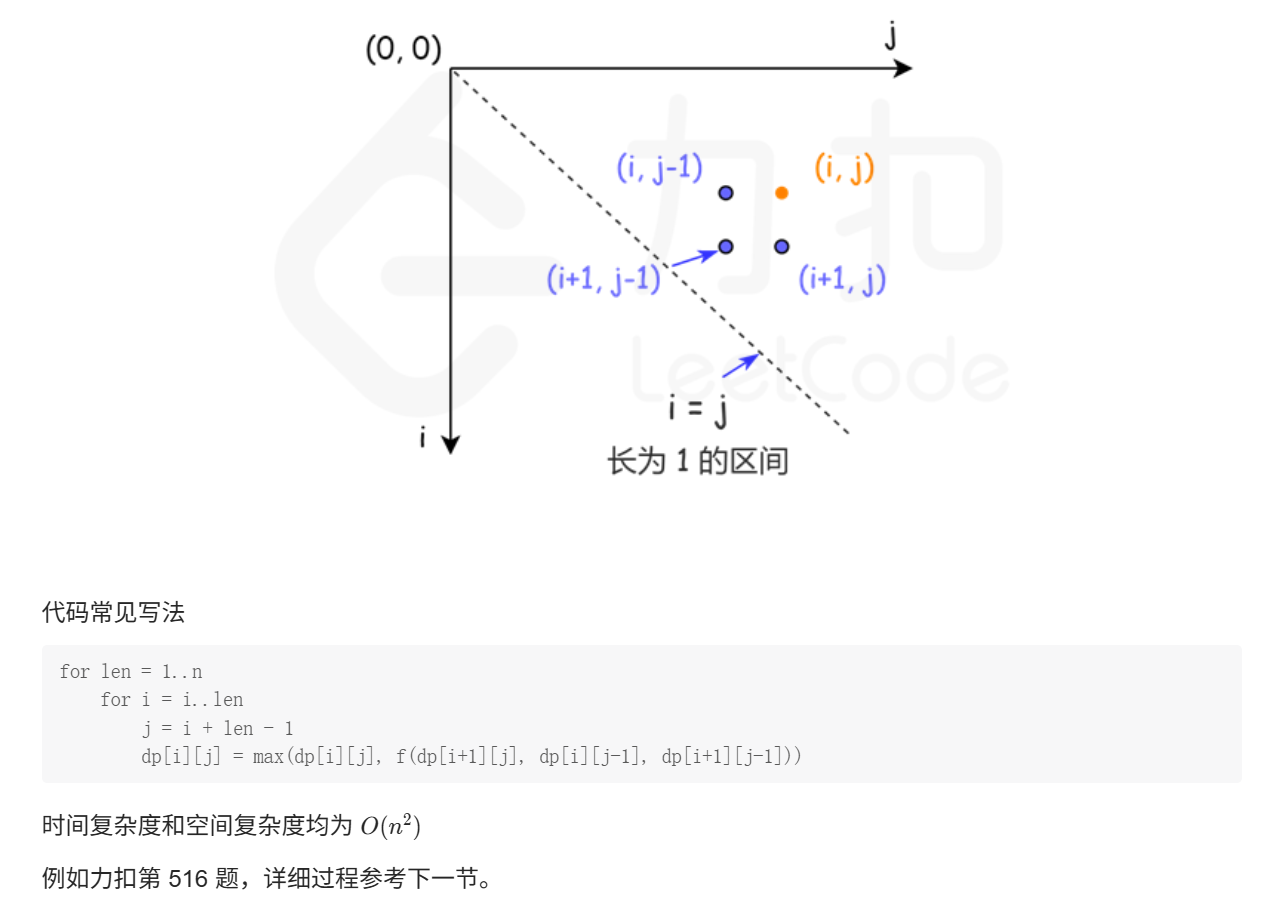 (0, 0)
j
力扣
(i, j-1)
(i, j)
(i+1, j-1)
(i+1, j)
LeetCode
i = j
i
长为 1 的区间
代码常见写法
for len = 1..n
    for i = i..len
        j = i + len - 1
        dp[i][j] = max(dp[i][j], f(dp[i+1][j], dp[i][j-1], dp[i+1][j-1]))
时间复杂度和空间复杂度均为 O(n²)
例如力扣第 516 题，详细过程参考下一节。